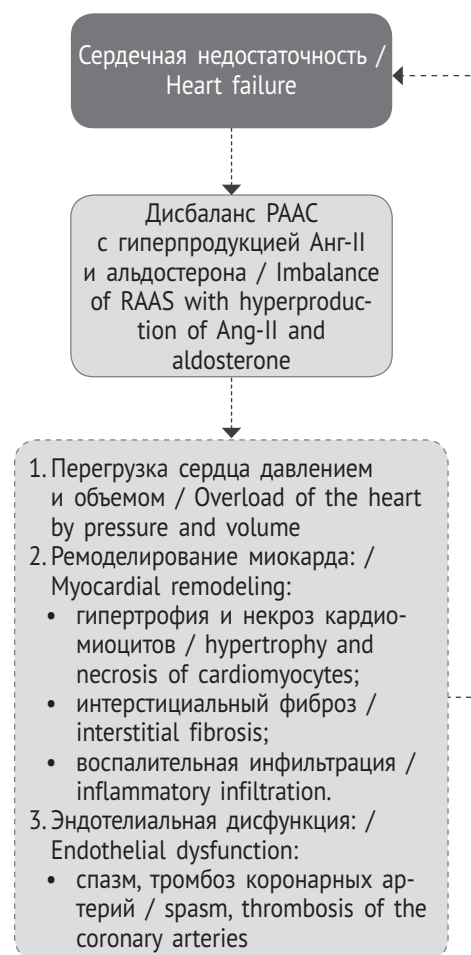 Сердечная недостаточность /
Heart failure
Дисбаланс РААС
с гиперпродукцией Анг-II
и альдостерона / Imbalance
of RAAS with hyperproduc-
tion of Ang-II and
aldosterone
1. Перегрузка сердца давлением
и объемом / Overload of the heart
by pressure and volume
2. Ремоделирование миокарда: /
Myocardial remodeling:
• гипертрофия и некроз кардио-
миоцитов / hypertrophy and
necrosis of cardiomyocytes;
• интерстициальный фиброз /
interstitial fibrosis;
• воспалительная инфильтрация /
inflammatory infiltration.
3. Эндотелиальная дисфункция: /
Endothelial dysfunction:
• спазм, тромбоз коронарных ар-
терий / spasm, thrombosis of the
coronary arteries